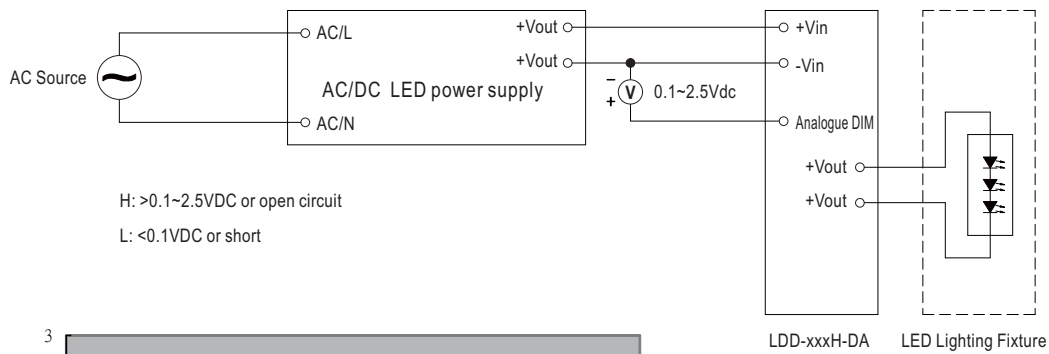 AC Source
AC/L
AC/N
AC/DC LED power supply
+Vout
+Vout
−
+
V
0.1~2.5Vdc
+Vin
-Vin
Analogue DIM
+Vout
+Vout
H: >0.1~2.5VDC or open circuit
L: <0.1VDC or short
LDD-xxxH-DA
LED Lighting Fixture
3